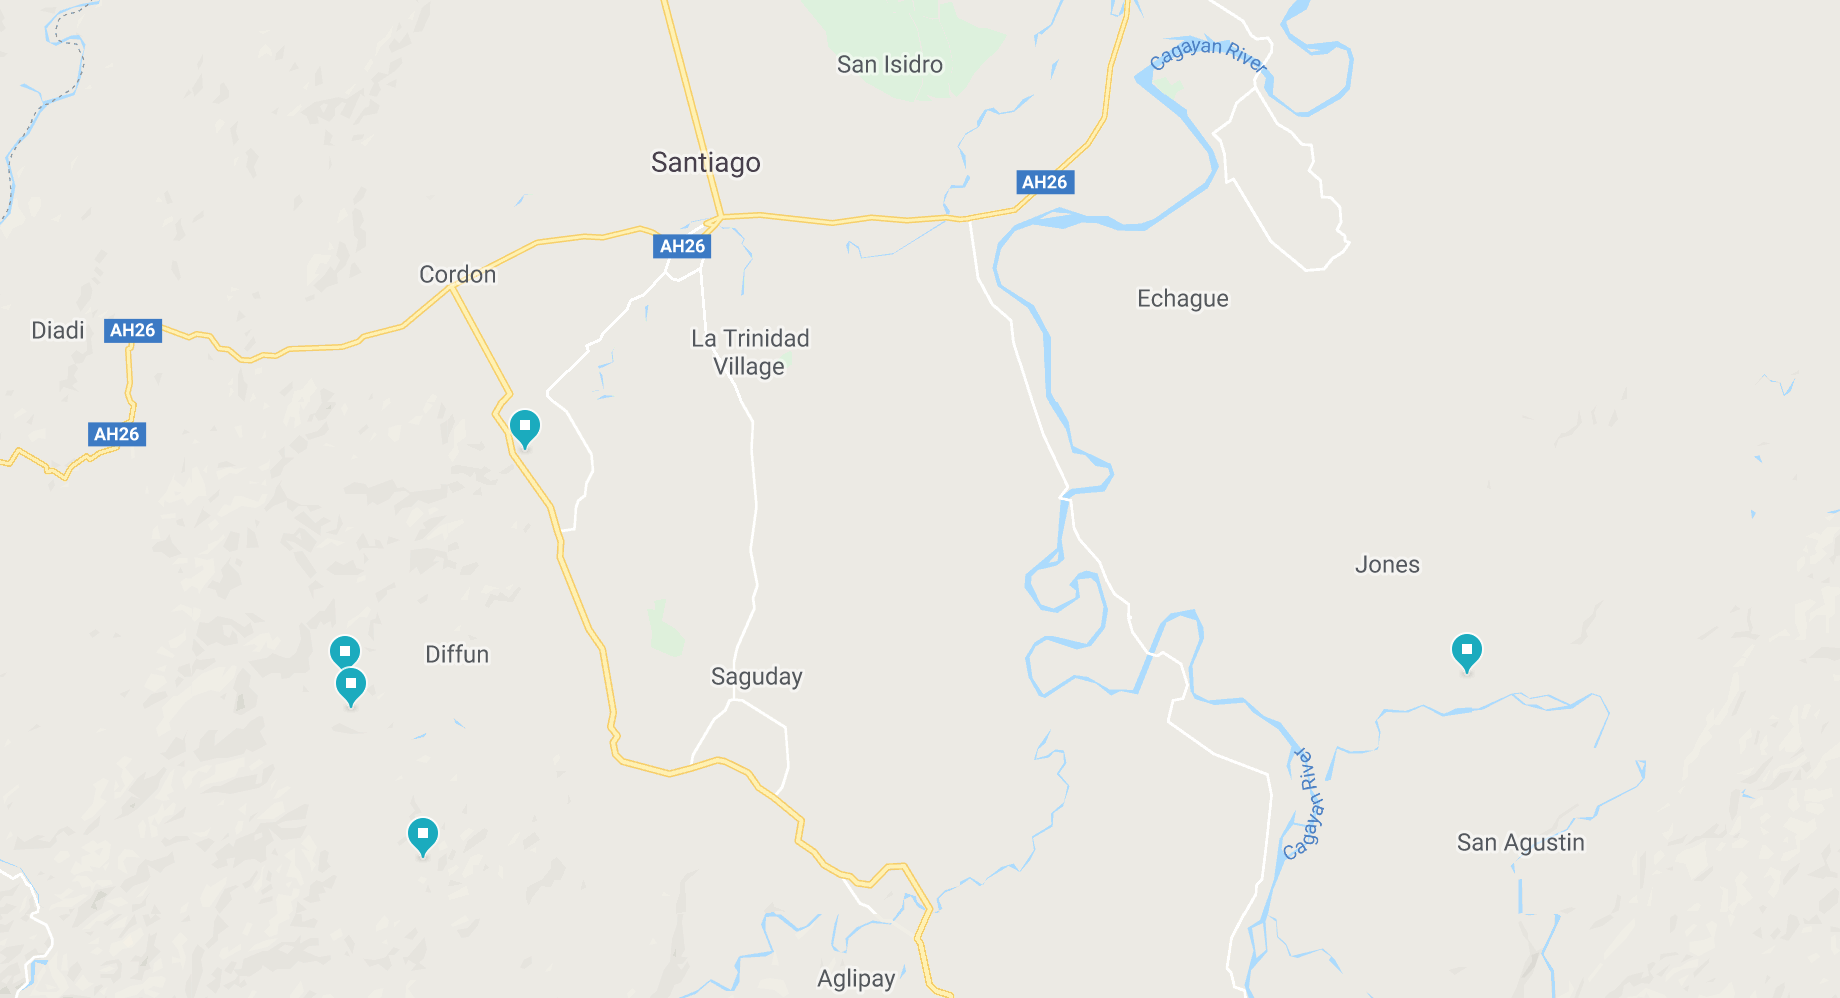 Cagayan River
San Isidro
Santiago
AH26
AH26
Cordon
Echague
Diadi
AH26
La Trinidad
Village
AH26
Jones
Diffun
Saguday
Cagayan River
San Agustin
Aglipay